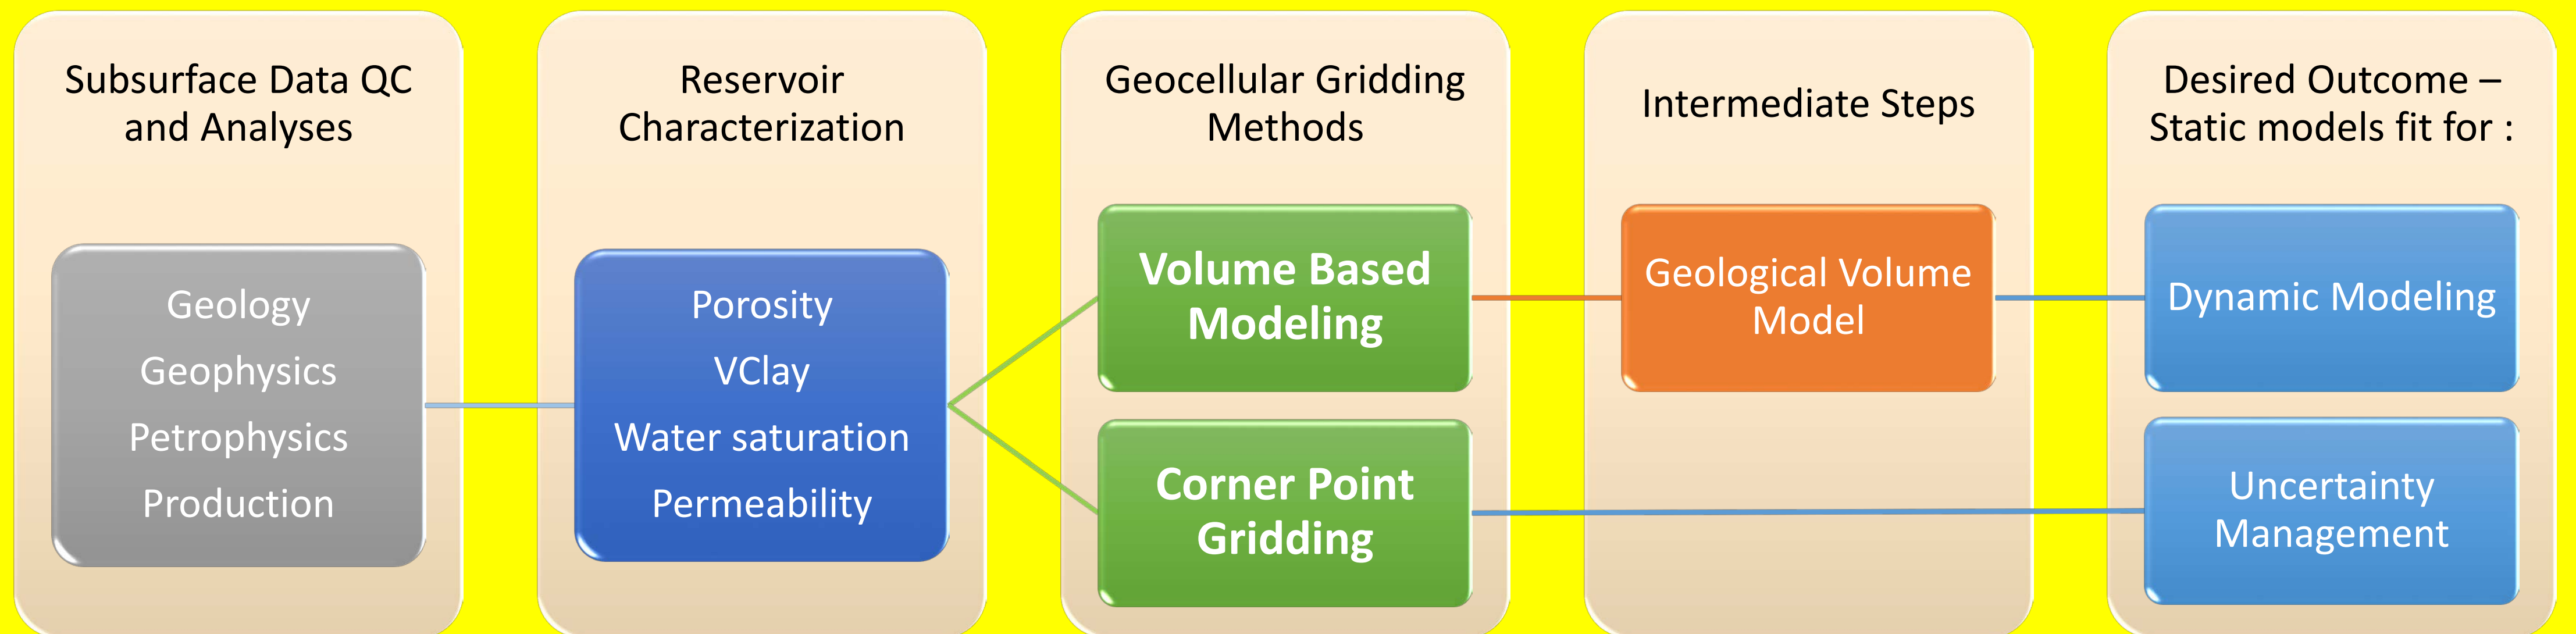 Subsurface Data QC
and Analyses
Geology
Geophysics
Petrophysics
Production
Reservoir
Characterization
Porosity
VClay
Water saturation
Permeability
Geocellular Gridding
Methods
Volume Based
Modeling
Corner Point
Gridding
Intermediate Steps
Geological Volume
Model
Desired Outcome –
Static models fit for :
Dynamic Modeling
Uncertainty
Management